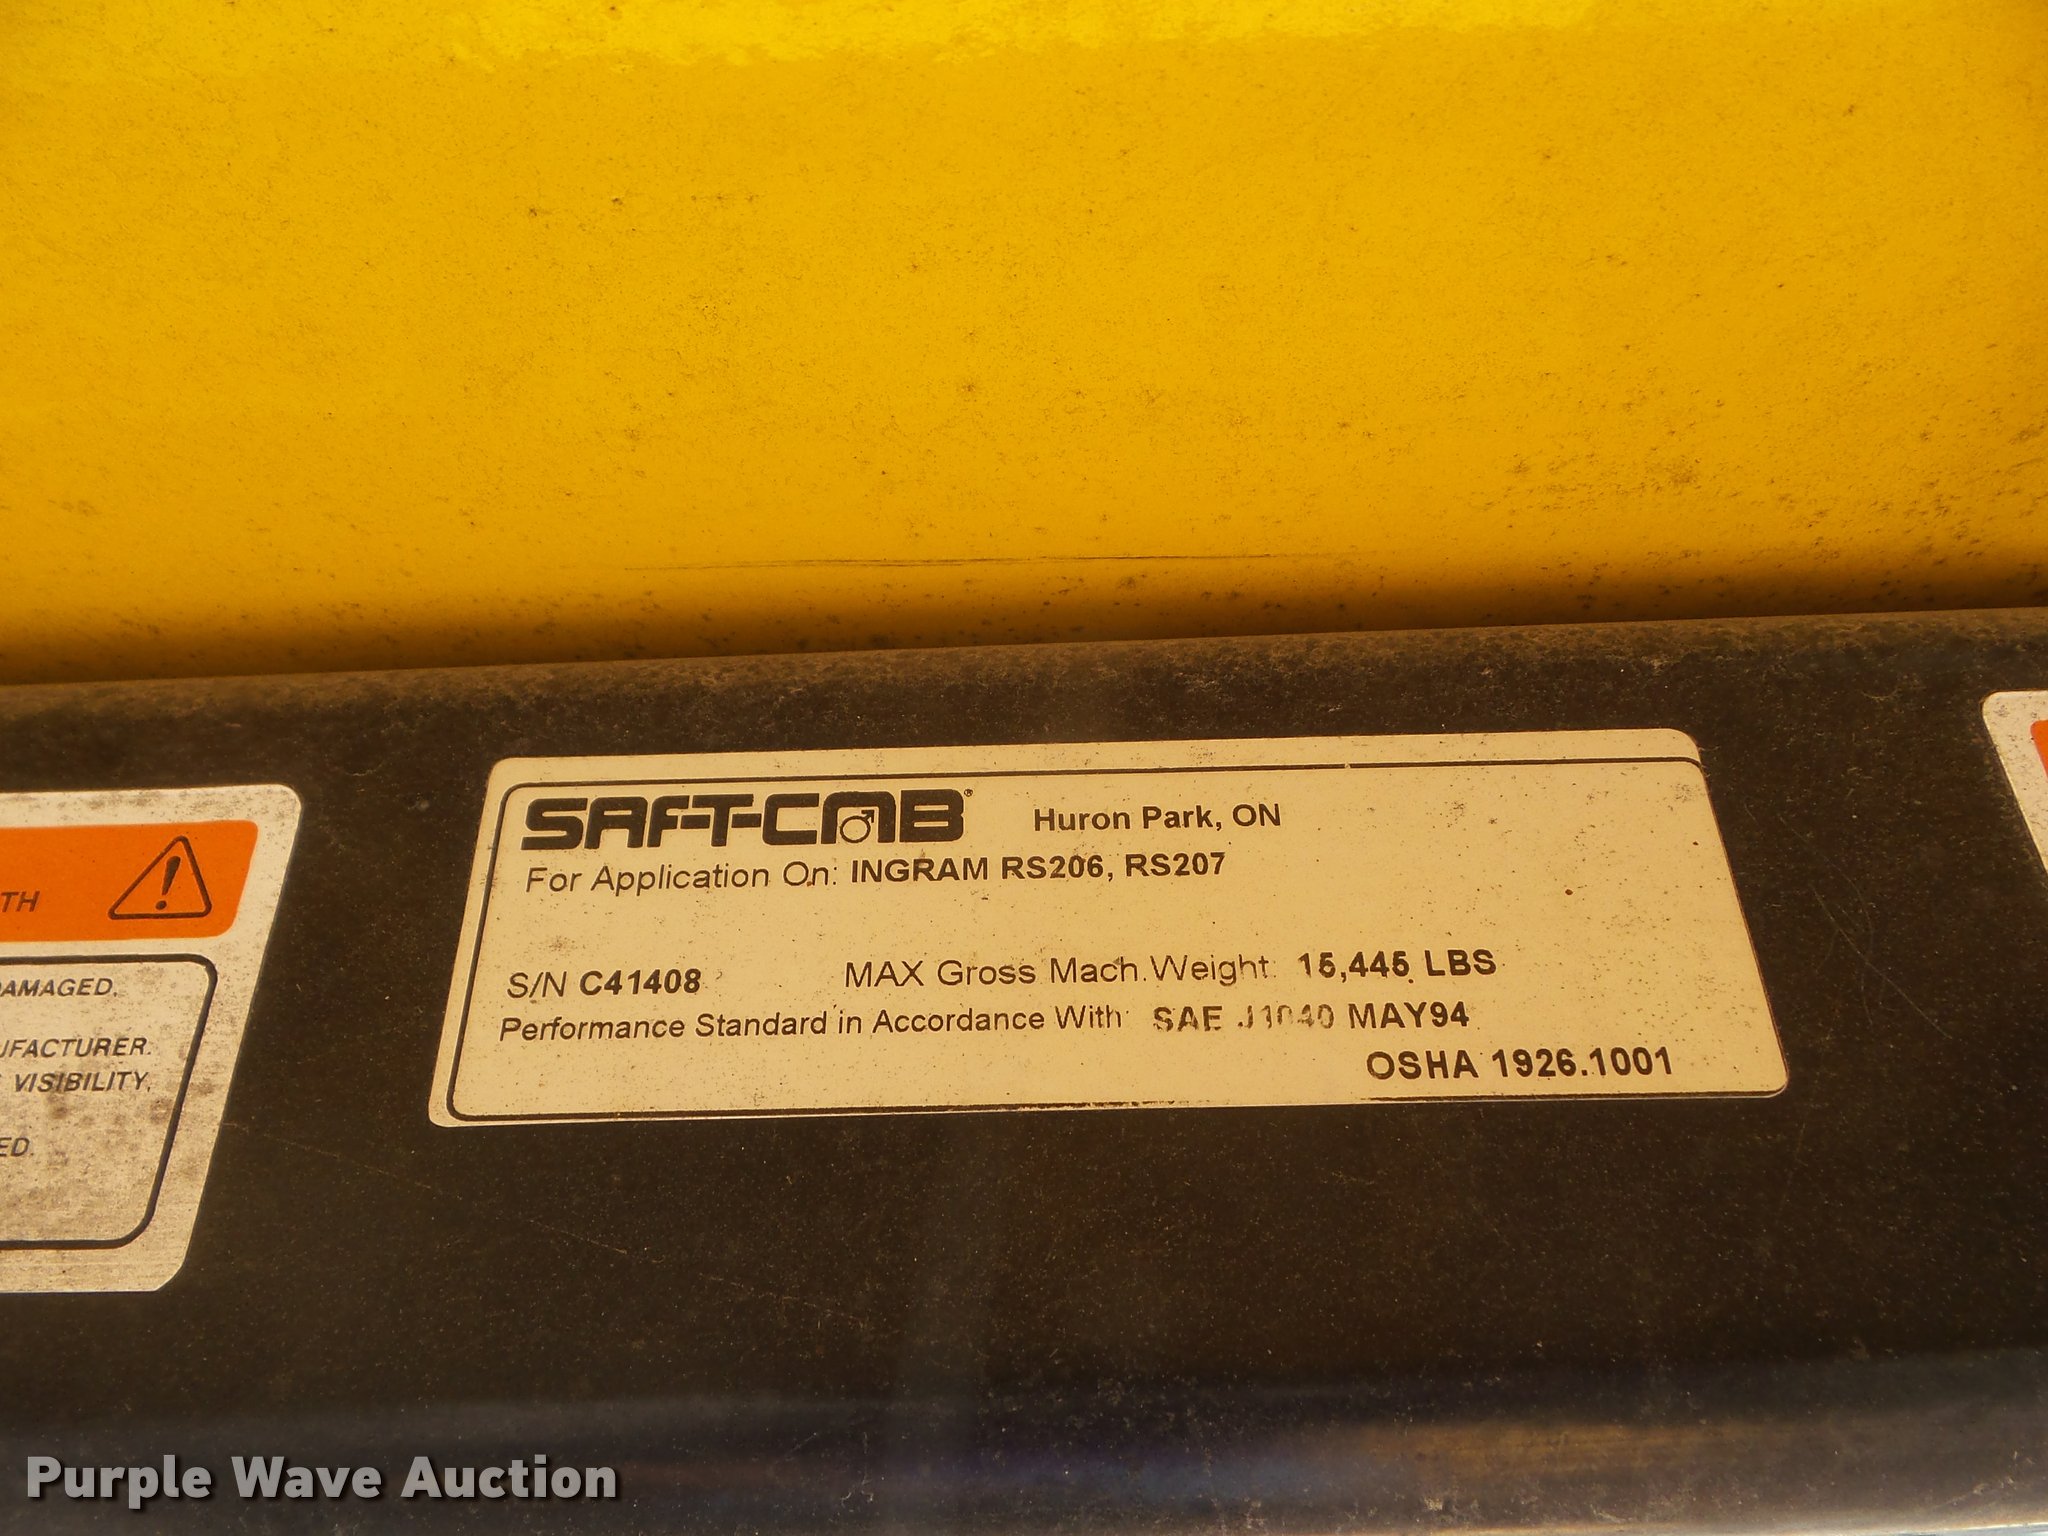 SAF-T-CAB® Huron Park, ON
For Application On: INGRAM RS206, RS207
S/N C41408 MAX Gross Mach. Weight: 15,445 LBS
Performance Standard in Accordance With: SAE J1040 MAY94
OSHA 1926.1001
TH
AMAGED.
UFACTURER.
VISIBILITY,
ED.
Purple Wave Auction